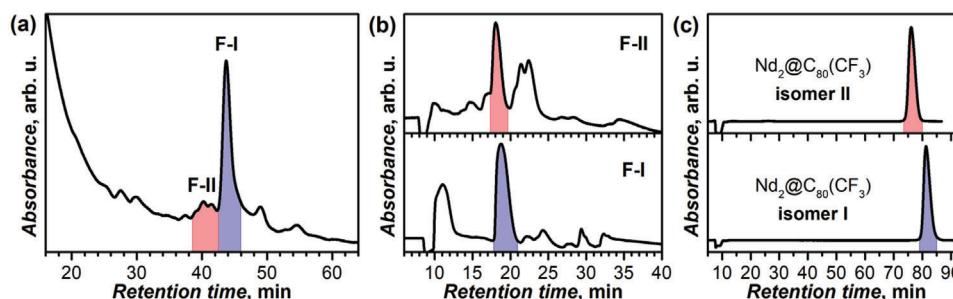 (a)
Absorbance, arb. u.
F-I
F-II
20 30 40 50 60
Retention time, min
(b)
Absorbance, arb. u.
F-II
F-I
5 10 15 20 25 30 35 40
Retention time, min
(c)
Absorbance, arb. u.
Nd₂@C₈₀(CF₃)
isomer II
Nd₂@C₈₀(CF₃)
isomer I
10 20 30 40 50 60 70 80 90
Retention time, min